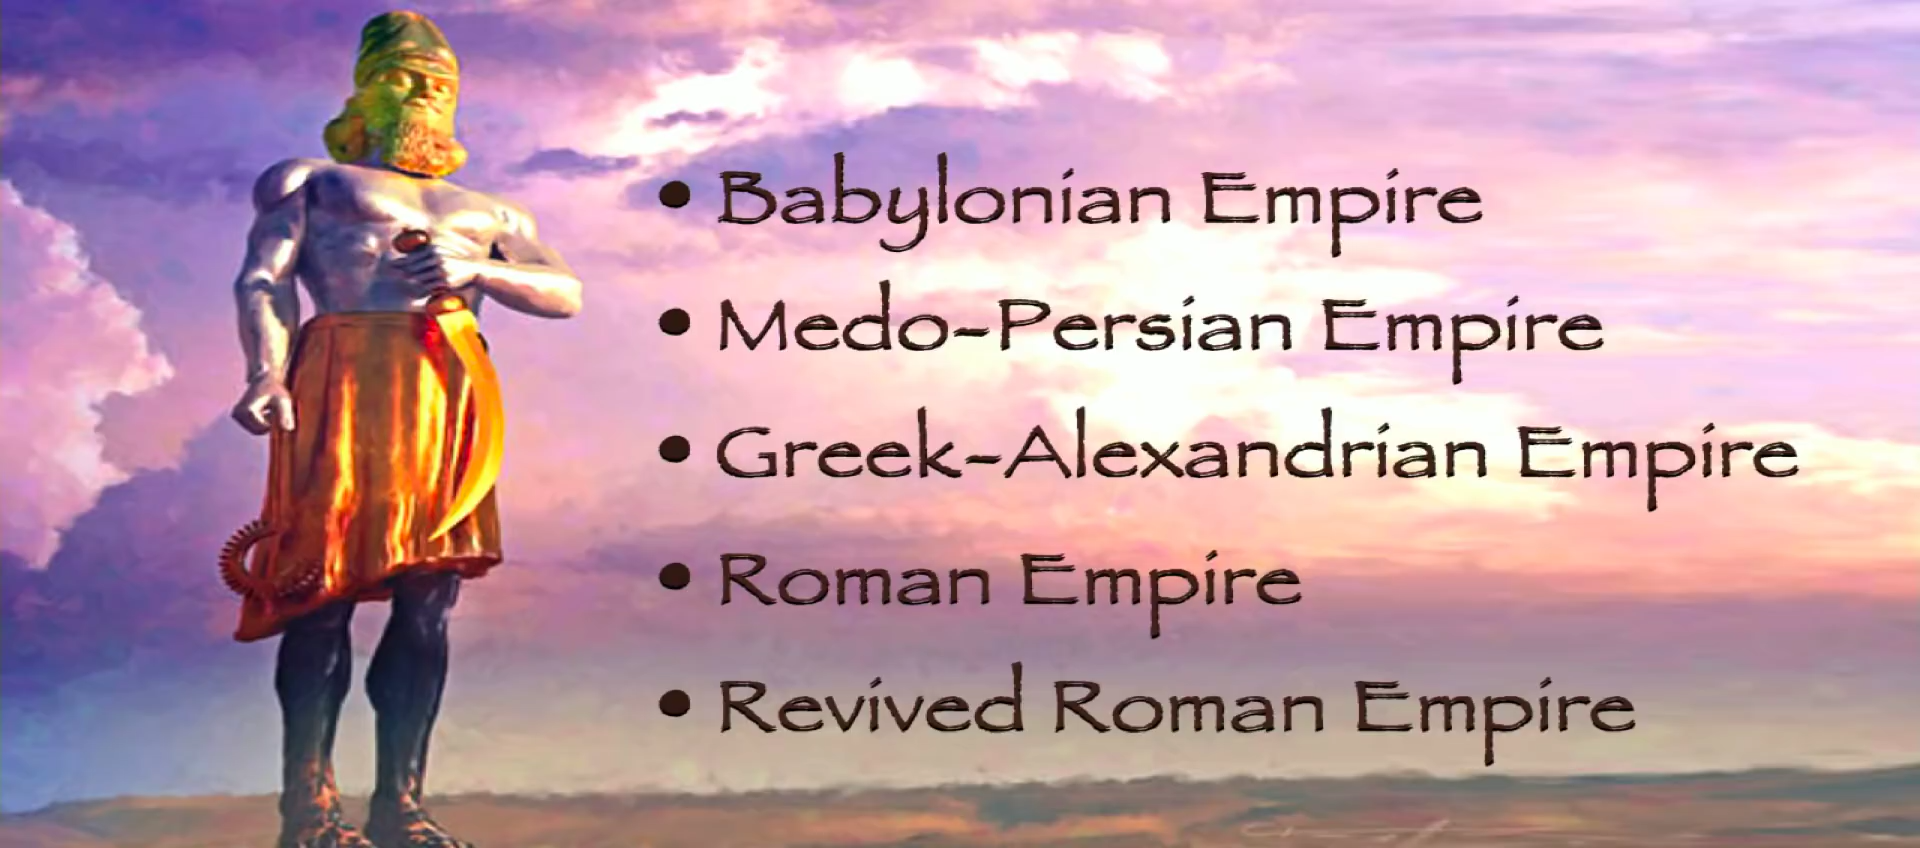 • Babylonian Empire
• Medo-Persian Empire
• Greek-Alexandrian Empire
• Roman Empire
• Revived Roman Empire